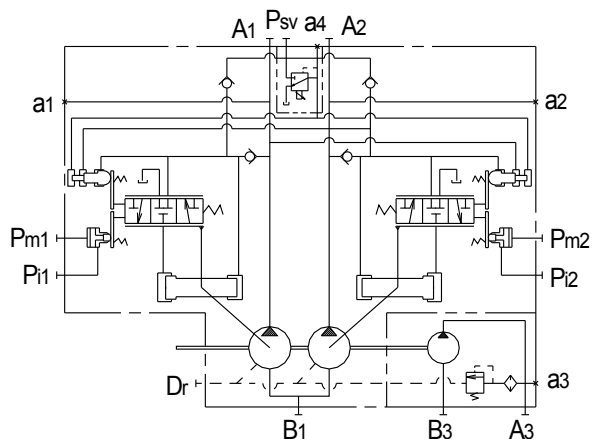 A1 Psv a4 A2
a1 a2
Pm1 Pm2
Pi1 Pi2
Dr a3
B1 B3 A3